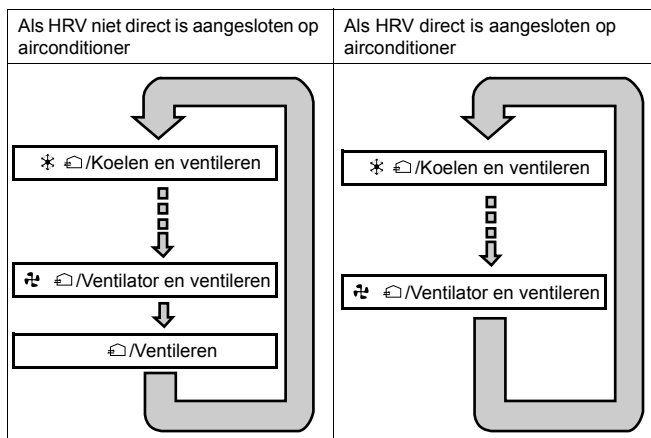 Als HRV niet direct is aangesloten op
airconditioner
Als HRV direct is aangesloten op
airconditioner
/Koelen en ventileren
/Ventilator en ventileren
/Ventileren
/Koelen en ventileren
/Ventilator en ventileren